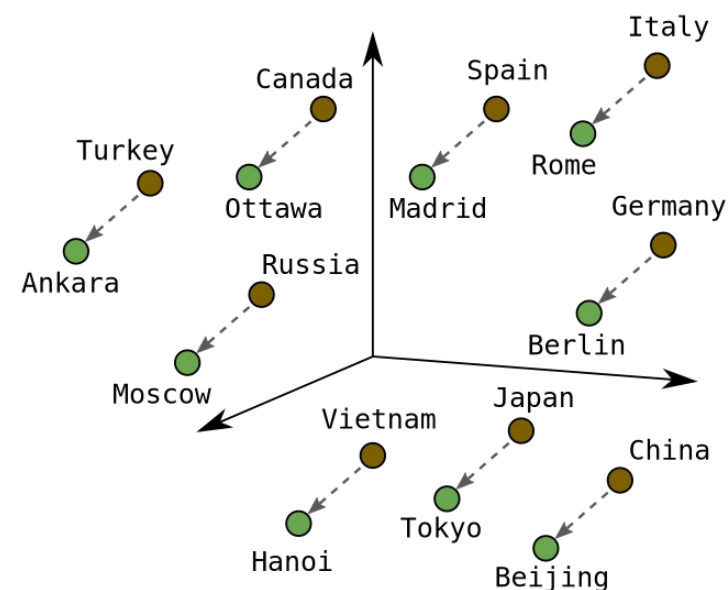 Italy
Canada
Spain
Turkey
Rome
Ottawa
Madrid
Germany
Ankara
Russia
Berlin
Moscow
Japan
Vietnam
China
Tokyo
Hanoi
Beijing